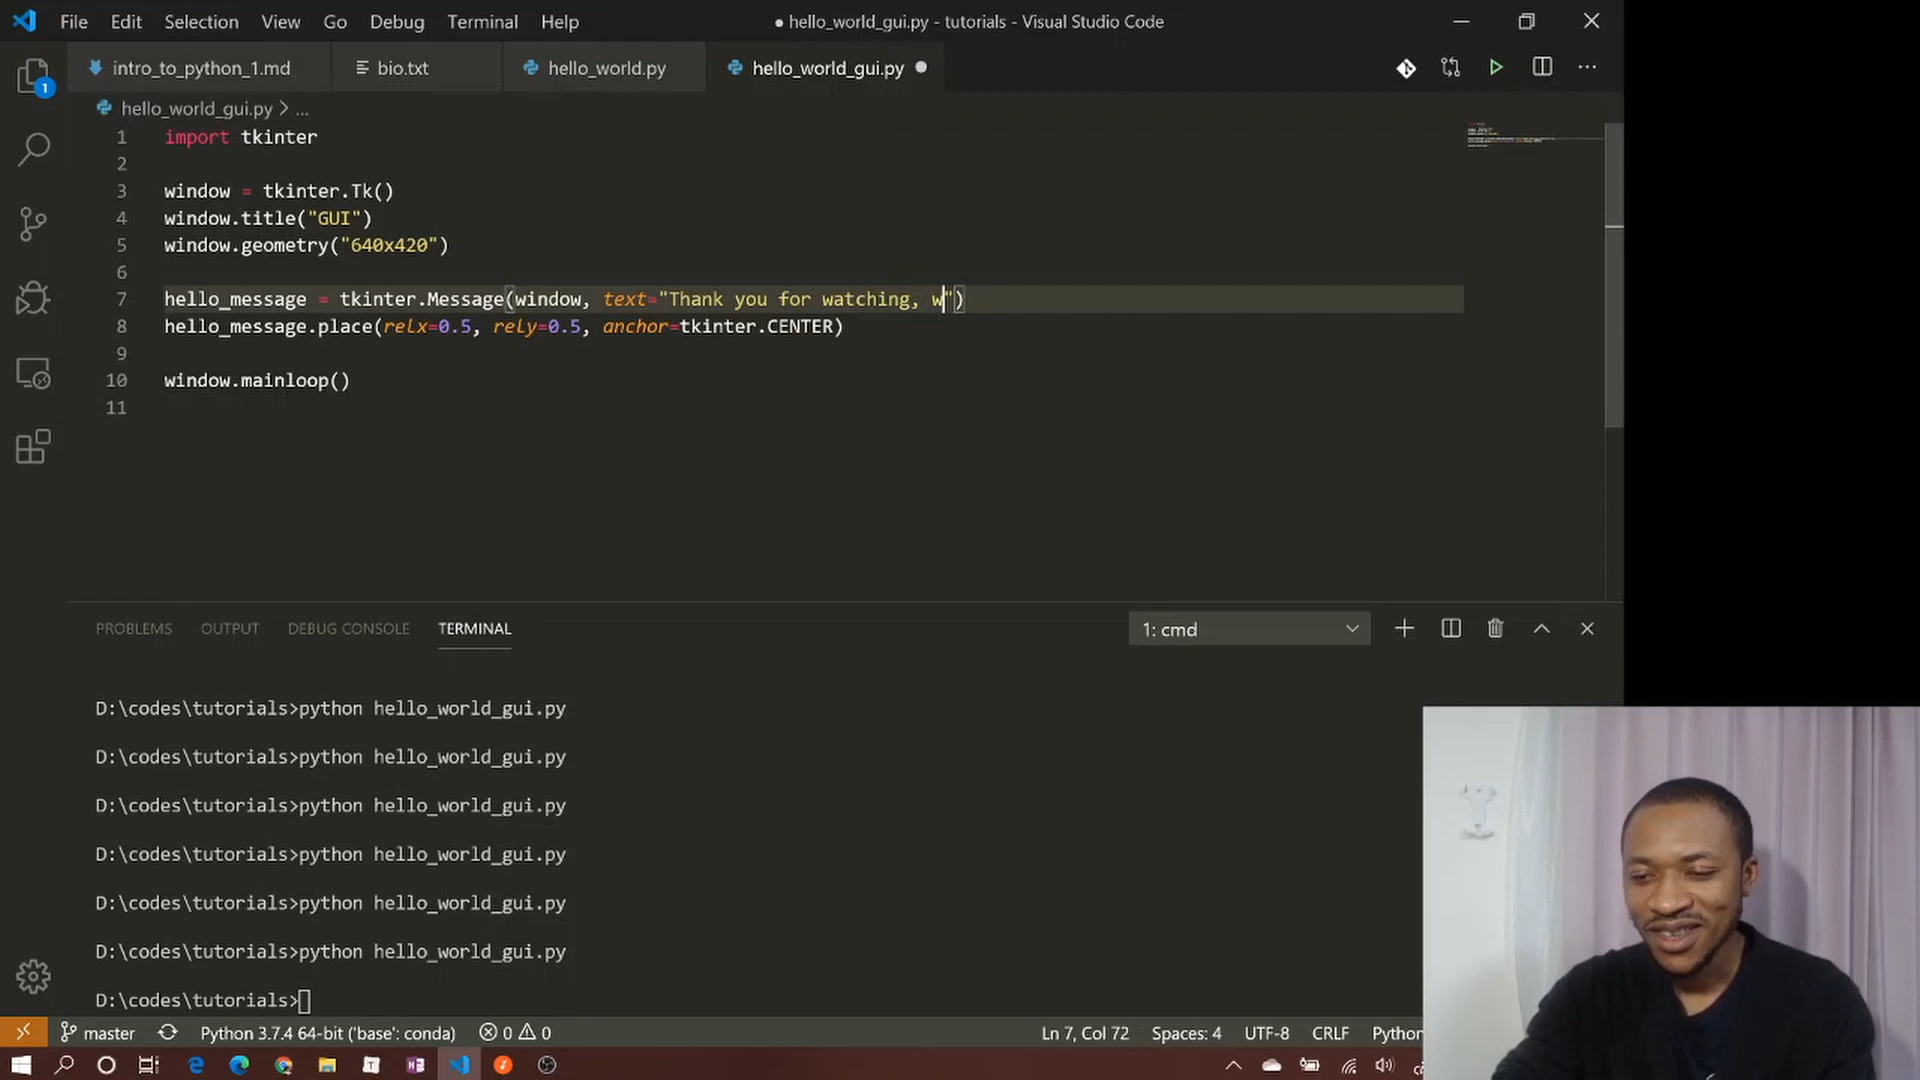 File Edit Selection View Go Debug Terminal Help
● hello_world_gui.py - tutorials - Visual Studio Code
intro_to_python_1.md bio.txt hello_world.py hello_world_gui.py
1
hello_world_gui.py > ...
1 import tkinter
2
3 window = tkinter.Tk()
4 window.title("GUI")
5 window.geometry("640x420")
6
7 hello_message = tkinter.Message(window, text="Thank you for watching, w")
8 hello_message.place(relx=0.5, rely=0.5, anchor=tkinter.CENTER)
9
10 window.mainloop()
11
PROBLEMS OUTPUT DEBUG CONSOLE TERMINAL 1: cmd
D:\codes\tutorials>python hello_world_gui.py
D:\codes\tutorials>python hello_world_gui.py
D:\codes\tutorials>python hello_world_gui.py
D:\codes\tutorials>python hello_world_gui.py
D:\codes\tutorials>python hello_world_gui.py
D:\codes\tutorials>python hello_world_gui.py
D:\codes\tutorials>
master Python 3.7.4 64-bit ('base': conda) 0 0 Ln 7, Col 72 Spaces: 4 UTF-8 CRLF Python